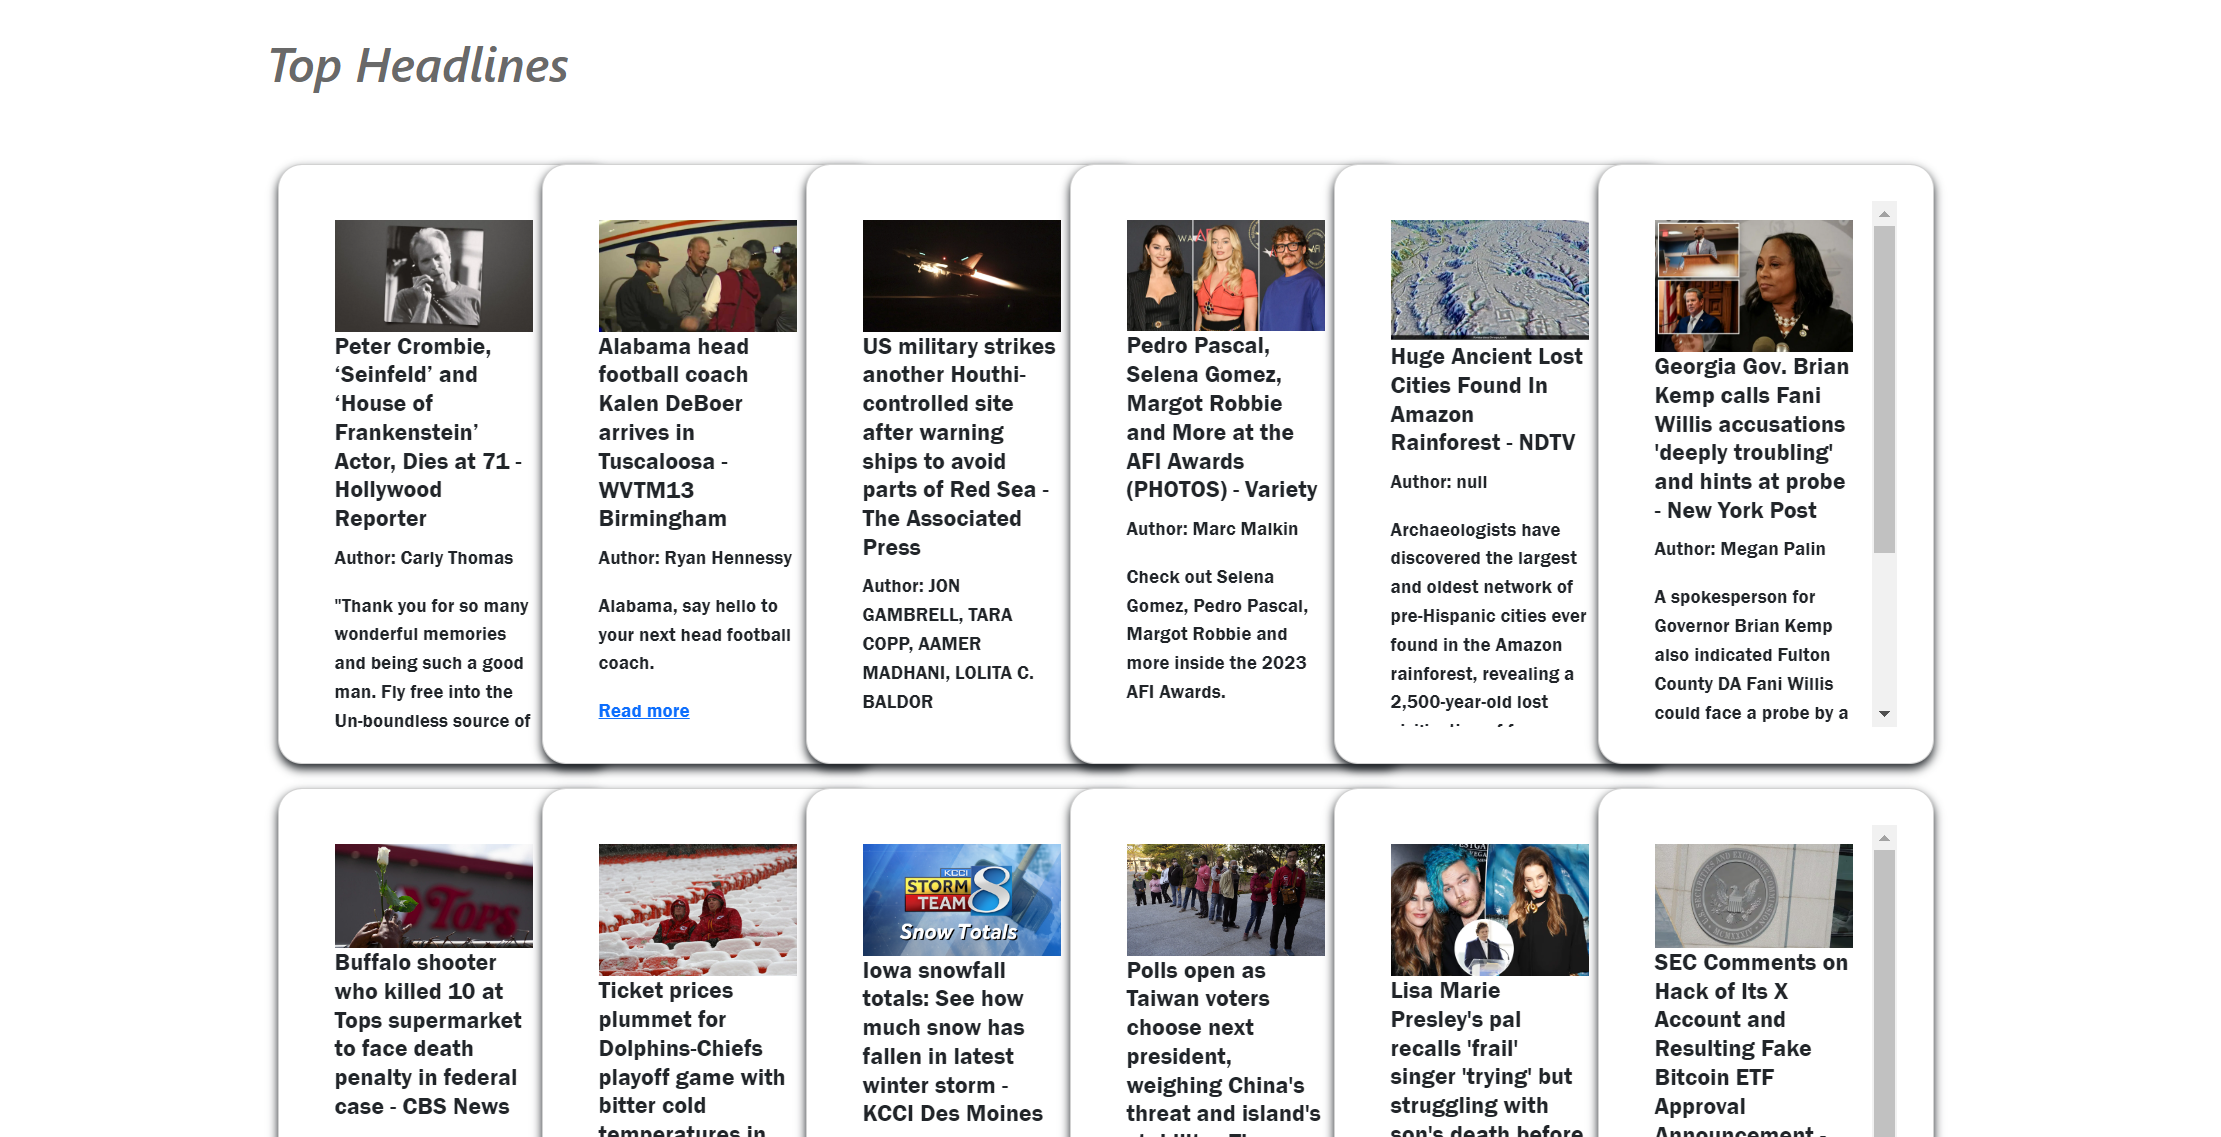 Top Headlines
Peter Crombie,
‘Seinfeld’ and
‘House of
Frankenstein’
Actor, Dies at 71 -
Hollywood
Reporter
Author: Carly Thomas
"Thank you for so many
wonderful memories
and being such a good
man. Fly free into the
Un-boundless source of
Alabama head
football coach
Kalen DeBoer
arrives in
Tuscaloosa -
WVTM13
Birmingham
Author: Ryan Hennessy
Alabama, say hello to
your next head football
coach.
Read more
US military strikes
another Houthi-
controlled site
after warning
ships to avoid
parts of Red Sea -
The Associated
Press
Author: JON
GAMBRELL, TARA
COPP, AAMER
MADHANI, LOLITA C.
BALDOR
Pedro Pascal,
Selena Gomez,
Margot Robbie
and More at the
AFI Awards
(PHOTOS) - Variety
Author: Marc Malkin
Check out Selena
Gomez, Pedro Pascal,
Margot Robbie and
more inside the 2023
AFI Awards.
Huge Ancient Lost
Cities Found In
Amazon
Rainforest - NDTV
Author: null
Archaeologists have
discovered the largest
and oldest network of
pre-Hispanic cities ever
found in the Amazon
rainforest, revealing a
2,500-year-old lost
Georgia Gov. Brian
Kemp calls Fani
Willis accusations
'deeply troubling'
and hints at probe
- New York Post
Author: Megan Palin
A spokesperson for
Governor Brian Kemp
also indicated Fulton
County DA Fani Willis
could face a probe by a
Tops
Buffalo shooter
who killed 10 at
Tops supermarket
to face death
penalty in federal
case - CBS News
Ticket prices
plummet for
Dolphins-Chiefs
playoff game with
bitter cold
temperatures in
KCCI
STORM
TEAM 8
Snow Totals
Iowa snowfall
totals: See how
much snow has
fallen in latest
winter storm -
KCCI Des Moines
Polls open as
Taiwan voters
choose next
president,
weighing China's
threat and island's
Lisa Marie
Presley's pal
recalls 'frail'
singer 'trying' but
struggling with
son's death before
SEC Comments on
Hack of Its X
Account and
Resulting Fake
Bitcoin ETF
Approval
Announcement -